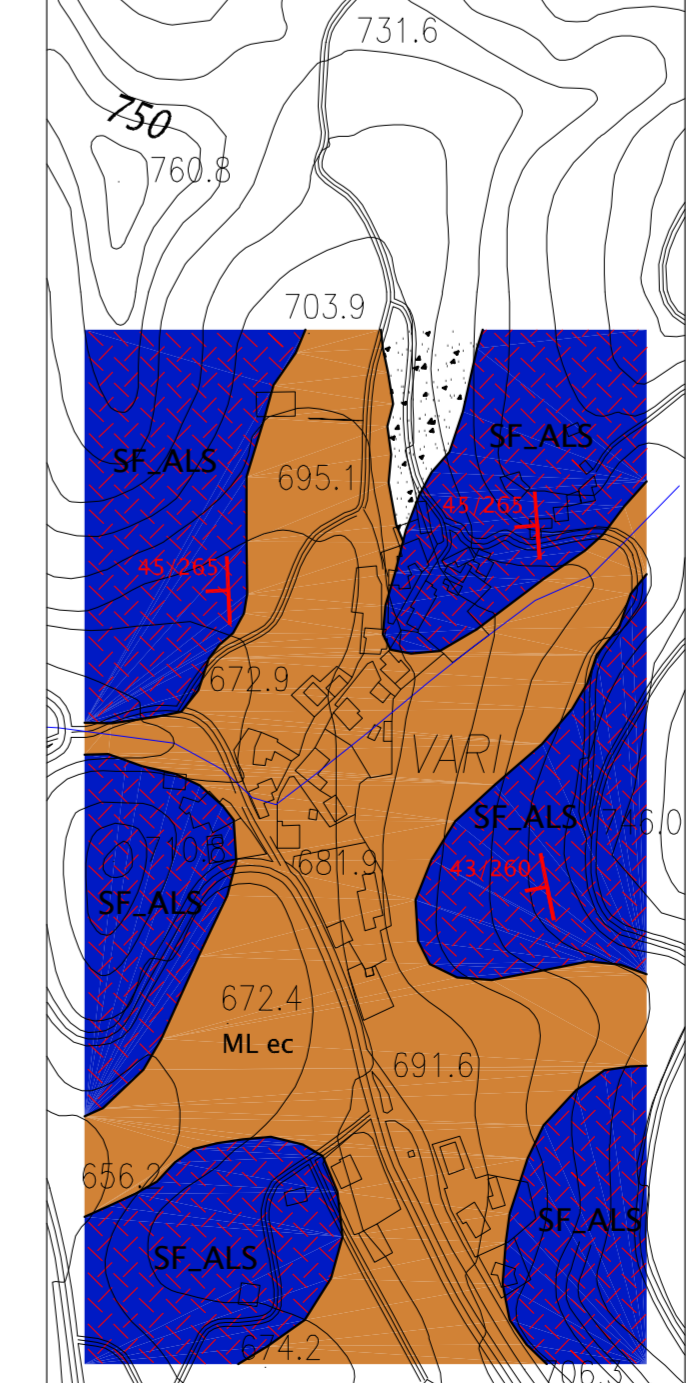 731.6
750
760.8
703.9
SF_ALS
SF_ALS
695.1
45/265
45/265
672.9
VARI
SF_ALS
746.0
710.8
681.9
43/260
SF_ALS
672.4
ML ec
691.6
656.2
SF_ALS
SF_ALS
674.2
706.3